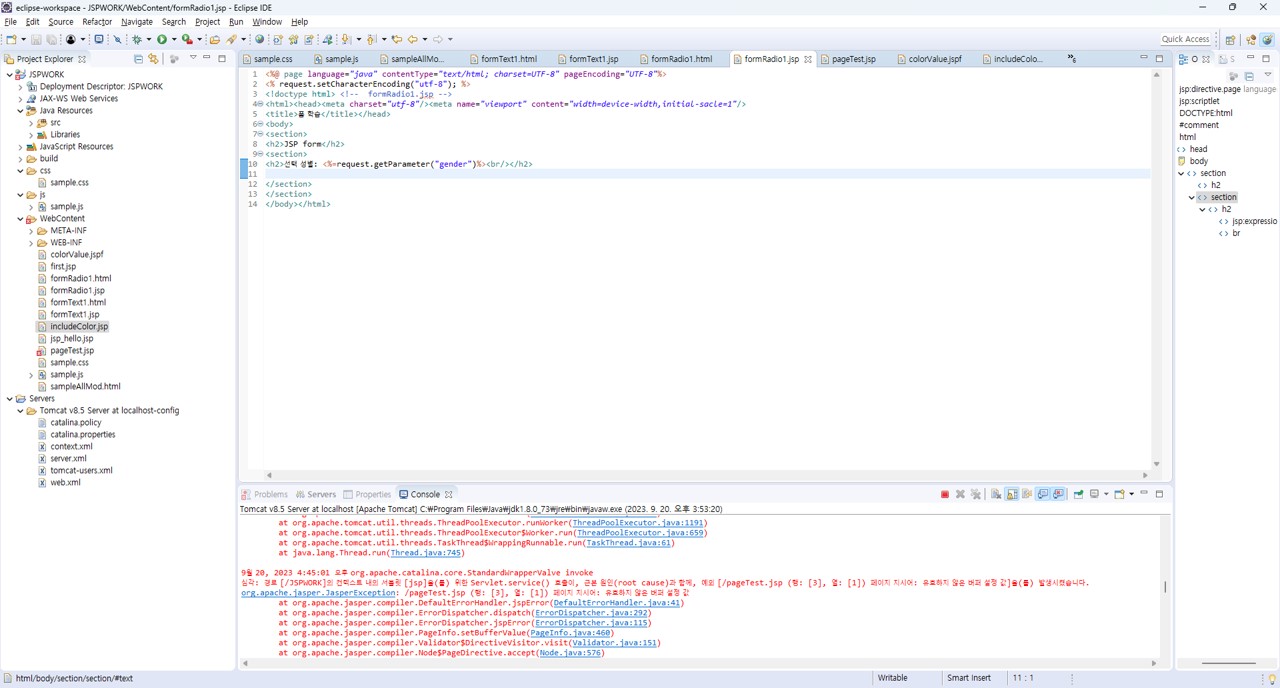 eclipse-workspace - JSPWORK/WebContent/formRadio1.jsp - Eclipse IDE
File Edit Source Refactor Navigate Search Project Run Window Help
Quick Access
Project Explorer
JSPWORK
Deployment Descriptor: JSPWORK
JAX-WS Web Services
Java Resources
src
Libraries
JavaScript Resources
build
css
sample.css
js
sample.js
WebContent
META-INF
WEB-INF
colorValue.jspf
first.jsp
formRadio1.html
formRadio1.jsp
formText1.html
formText1.jsp
includeColor.jsp
jsp_hello.jsp
pageTest.jsp
sample.css
sample.js
sampleAllMod.html
Servers
Tomcat v8.5 Server at localhost-config
catalina.policy
catalina.properties
context.xml
server.xml
tomcat-users.xml
web.xml
sample.css sample.js sampleAllMo... formText1.html formText1.jsp formRadio1.html formRadio1.jsp pageTest.jsp colorValue.jspf includeColo... »6
1 <%@ page language="java" contentType="text/html; charset=UTF-8" pageEncoding="UTF-8"%>
2 <% request.setCharacterEncoding("utf-8"); %>
3 <!doctype html> <!-- formRadio1.jsp -->
4 <html><head><meta charset="utf-8"/><meta name="viewport" content="width=device-width,initial-sacle=1"/>
5 <title>폼 학습</title></head>
6 <body>
7 <section>
8 <h2>JSP form</h2>
9 <section>
10 <h2>선택 성별: <%=request.getParameter("gender")%><br/></h2>
11
12 </section>
13 </section>
14 </body></html>
O S
jsp:directive.page language
jsp:scriptlet
DOCTYPE:html
#comment
html
head
body
section
h2
section
h2
jsp:expressio
br
Problems Servers Properties Console
Tomcat v8.5 Server at localhost [Apache Tomcat] C:₩Program Files₩Java₩jdk1.8.0_73₩jre₩bin₩javaw.exe (2023. 9. 20. 오후 3:53:20)
at org.apache.tomcat.util.threads.ThreadPoolExecutor.runWorker(ThreadPoolExecutor.java:1191)
at org.apache.tomcat.util.threads.ThreadPoolExecutor$Worker.run(ThreadPoolExecutor.java:659)
at org.apache.tomcat.util.threads.TaskThread$WrappingRunnable.run(TaskThread.java:61)
at java.lang.Thread.run(Thread.java:745)
9월 20, 2023 4:45:01 오후 org.apache.catalina.core.StandardWrapperValve invoke
심각: 경로 [/JSPWORK]의 컨텍스트 내의 서블릿 [jsp]을(를) 위한 Servlet.service() 호출이, 근본 원인(root cause)과 함께, 예외 [/pageTest.jsp (행: [3], 열: [1]) 페이지 지시어: 유효하지 않은 버퍼 설정 값]을(를) 발생시켰습니다.
org.apache.jasper.JasperException: /pageTest.jsp (행: [3], 열: [1]) 페이지 지시어: 유효하지 않은 버퍼 설정 값
at org.apache.jasper.compiler.DefaultErrorHandler.jspError(DefaultErrorHandler.java:41)
at org.apache.jasper.compiler.ErrorDispatcher.dispatch(ErrorDispatcher.java:292)
at org.apache.jasper.compiler.ErrorDispatcher.jspError(ErrorDispatcher.java:115)
at org.apache.jasper.compiler.PageInfo.setBufferValue(PageInfo.java:460)
at org.apache.jasper.compiler.Validator$DirectiveVisitor.visit(Validator.java:151)
at org.apache.jasper.compiler.Node$PageDirective.accept(Node.java:576)
html/body/section/section/#text Writable Smart Insert 11 : 1